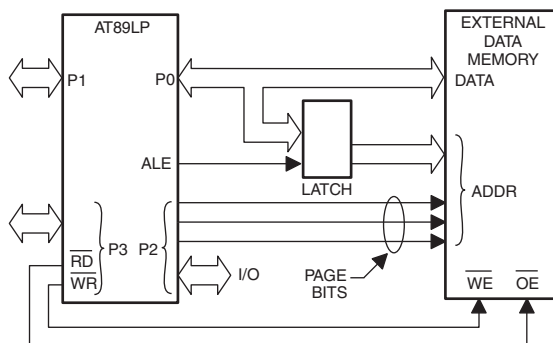 AT89LP
EXTERNAL
DATA
MEMORY
P1
P0
DATA
ALE
LATCH
ADDR
P3
P2
RD
WR
I/O
PAGE
BITS
WE
OE